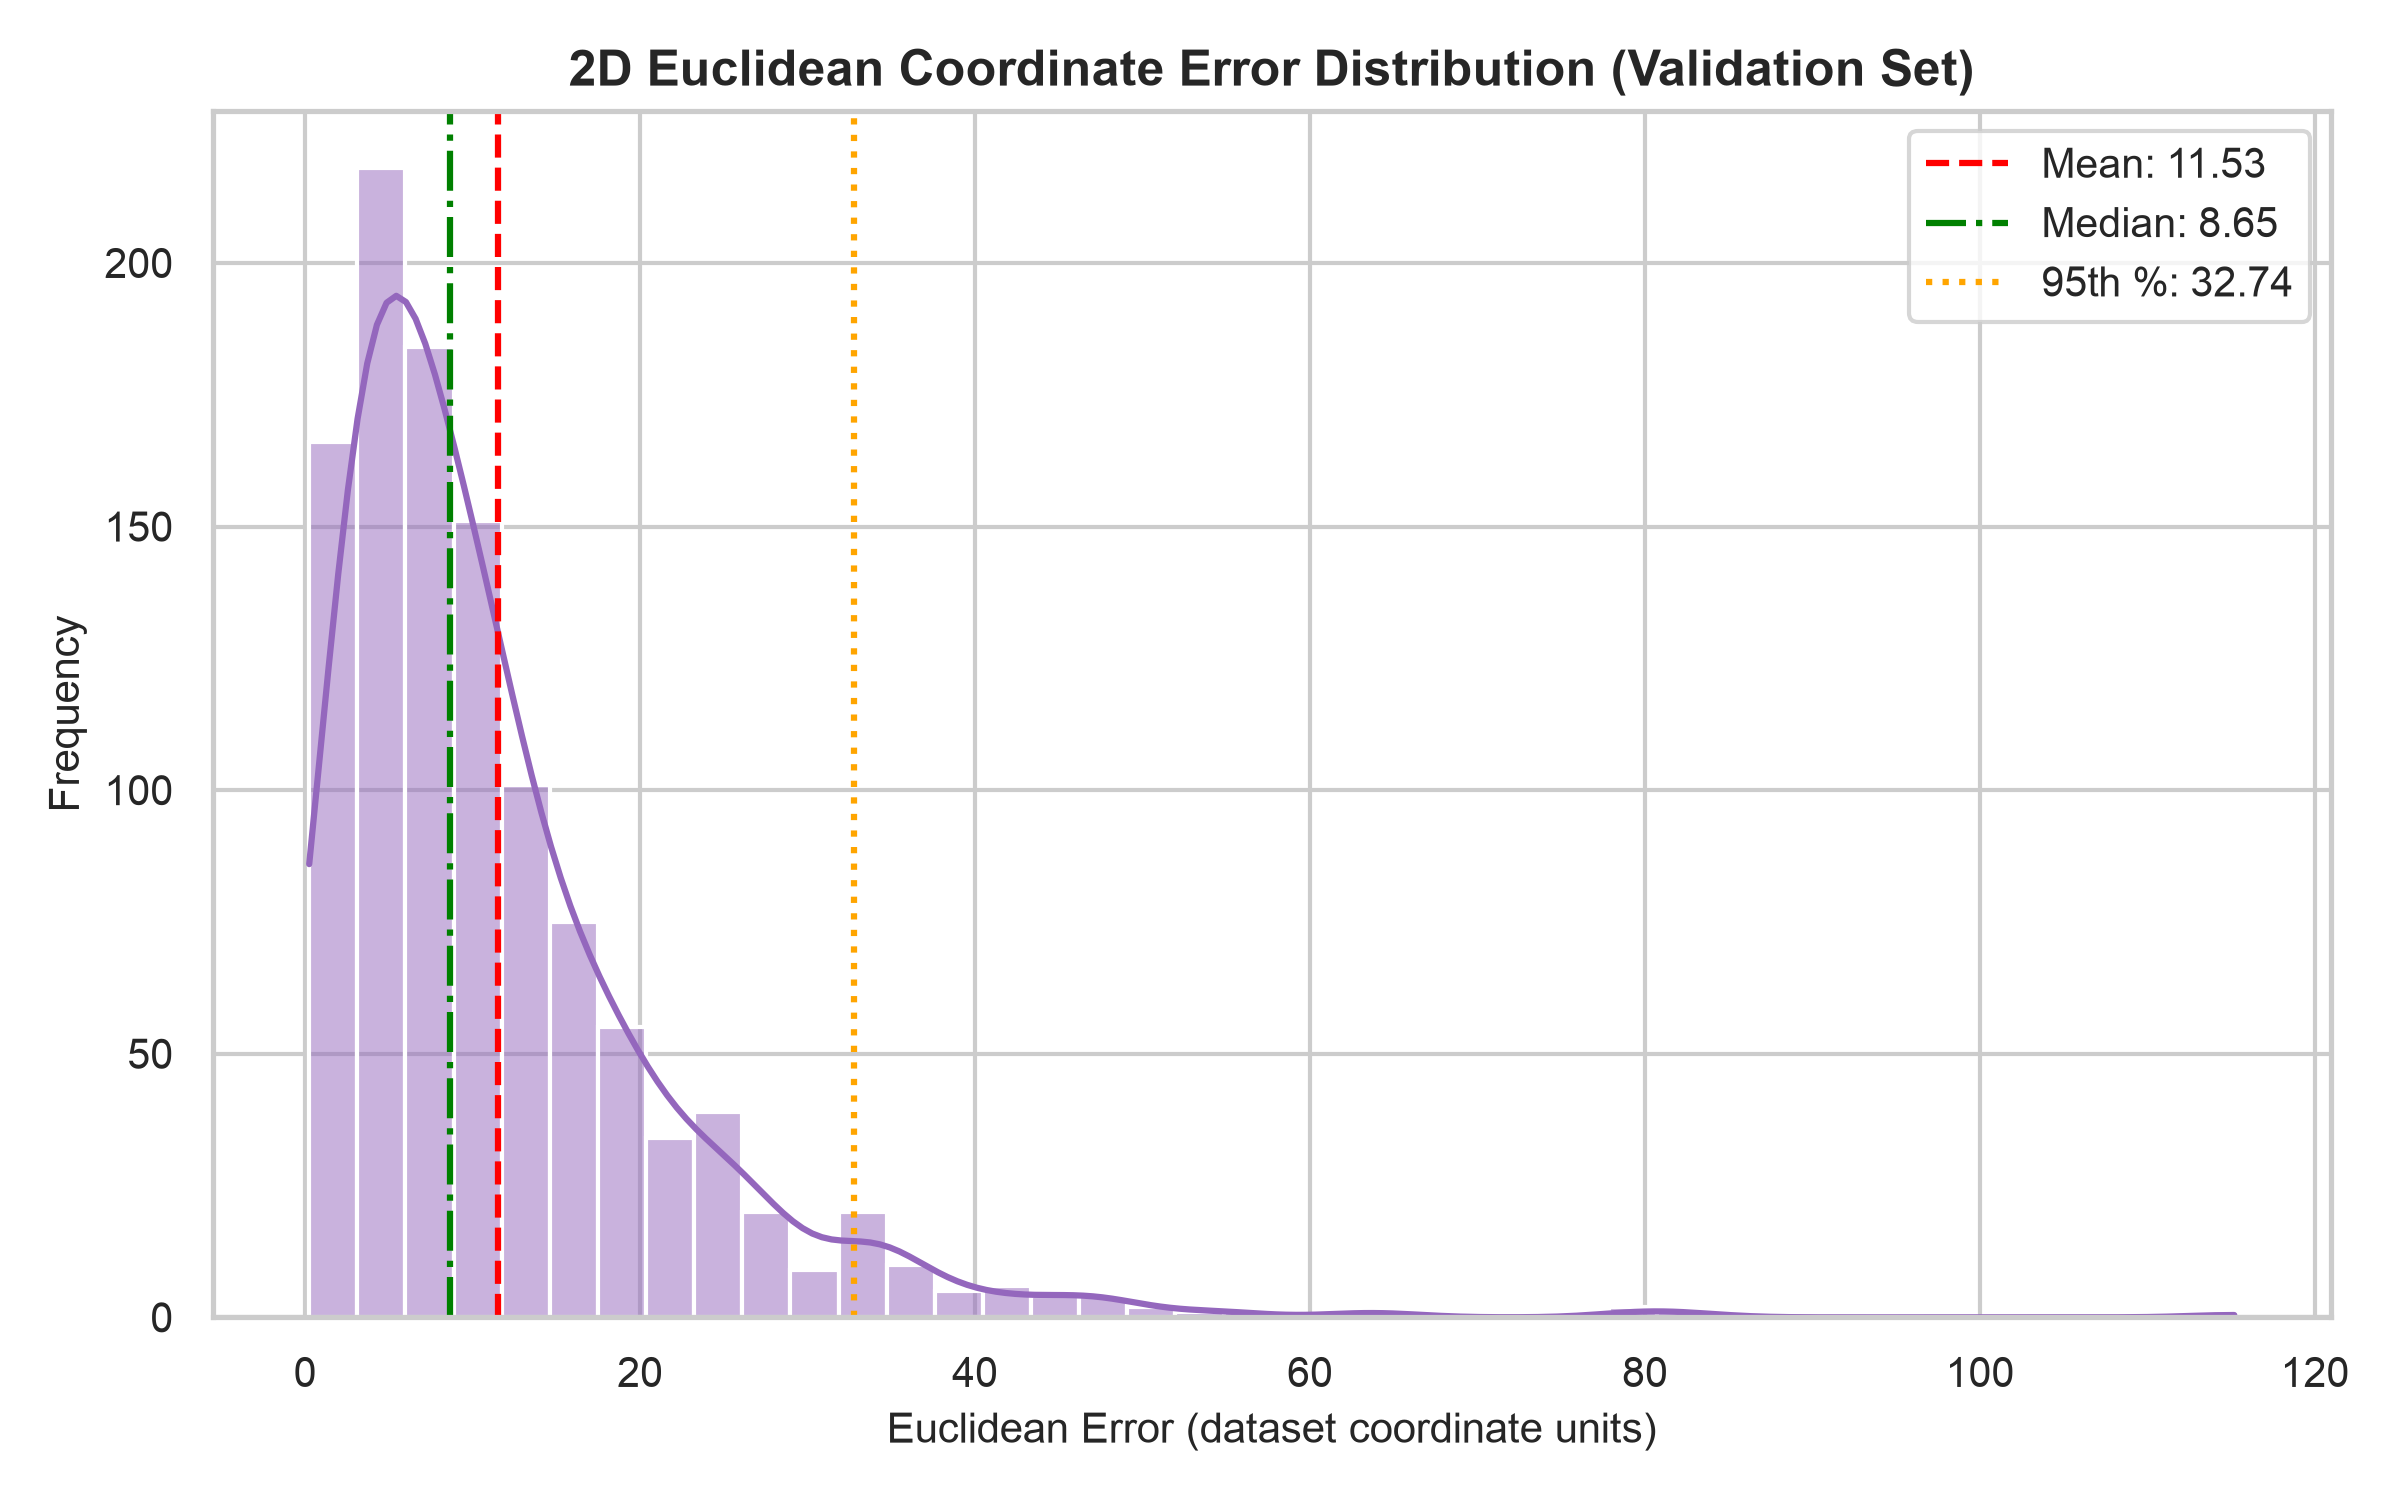 2D Euclidean Coordinate Error Distribution (Validation Set)
Mean: 11.53
Median: 8.65
95th %: 32.74
Frequency
200
150
100
50
0
0 20 40 60 80 100 120
Euclidean Error (dataset coordinate units)